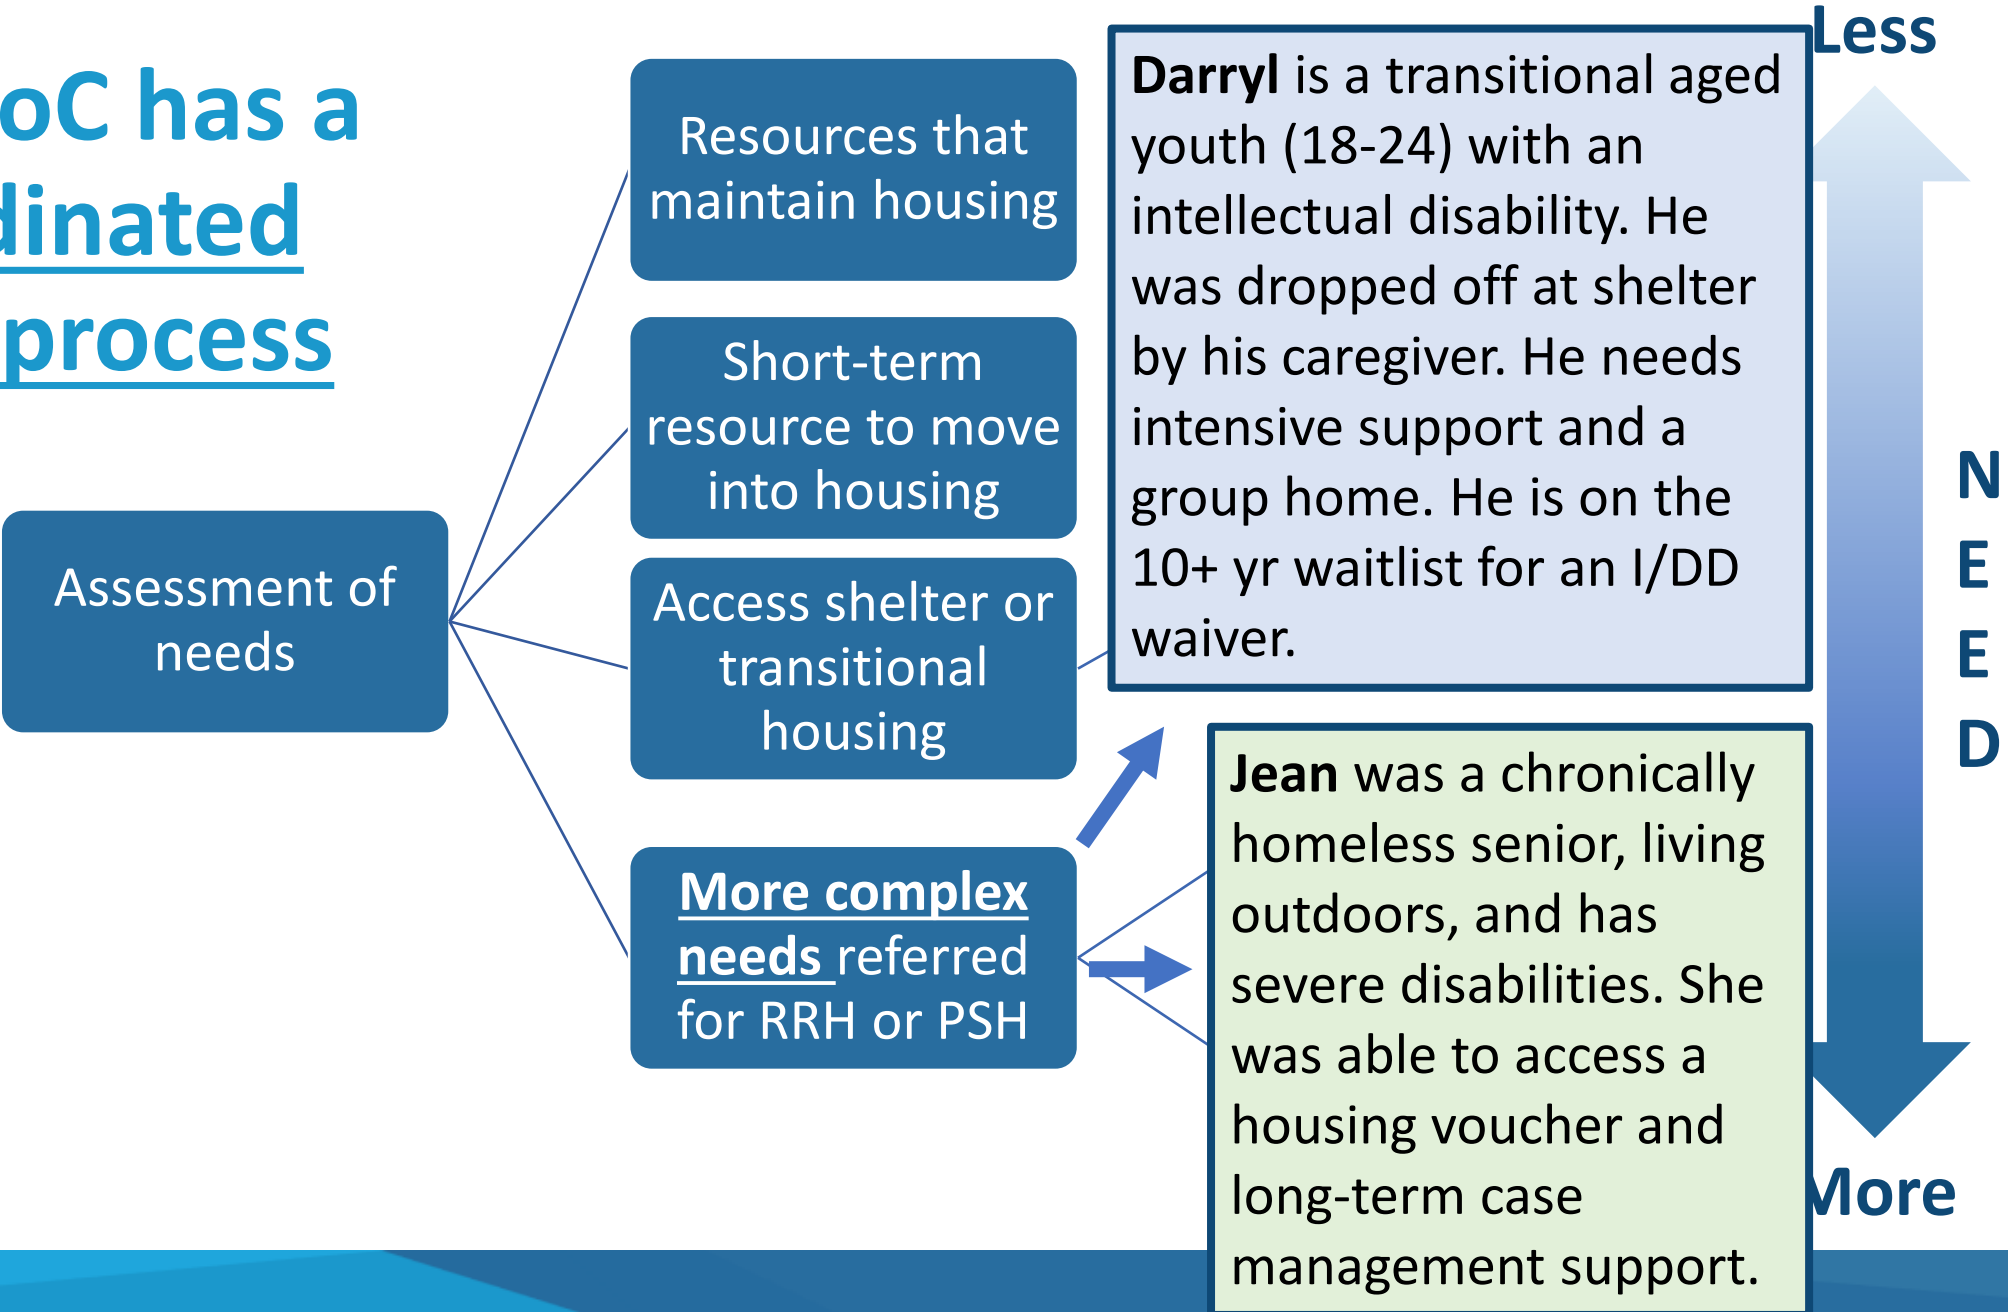 oC has a
dinated
process
Assessment of
needs
Resources that
maintain housing
Short-term
resource to move
into housing
Access shelter or
transitional
housing
More complex
needs referred
for RRH or PSH
Darryl is a transitional aged
youth (18-24) with an
intellectual disability. He
was dropped off at shelter
by his caregiver. He needs
intensive support and a
group home. He is on the
10+ yr waitlist for an I/DD
waiver.
Jean was a chronically
homeless senior, living
outdoors, and has
severe disabilities. She
was able to access a
housing voucher and
long-term case
management support.
Less
N
E
E
D
More